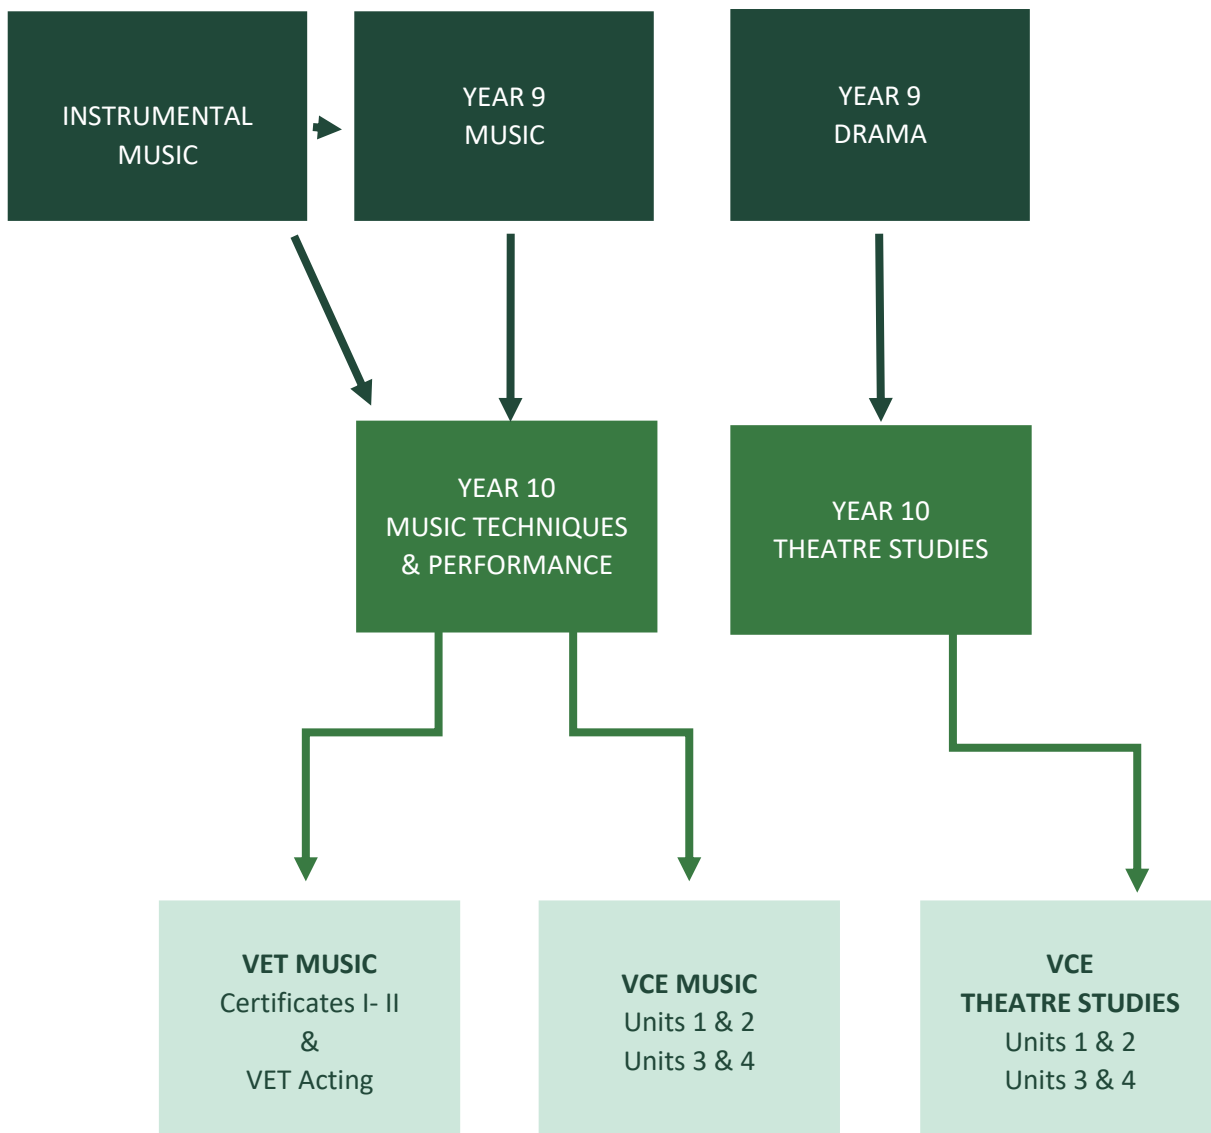 INSTRUMENTAL
MUSIC
YEAR 9
MUSIC
YEAR 9
DRAMA
YEAR 10
MUSIC TECHNIQUES
& PERFORMANCE
YEAR 10
THEATRE STUDIES
VET MUSIC
Certificates I- II
&
VET Acting
VCE MUSIC
Units 1 & 2
Units 3 & 4
VCE
THEATRE STUDIES
Units 1 & 2
Units 3 & 4